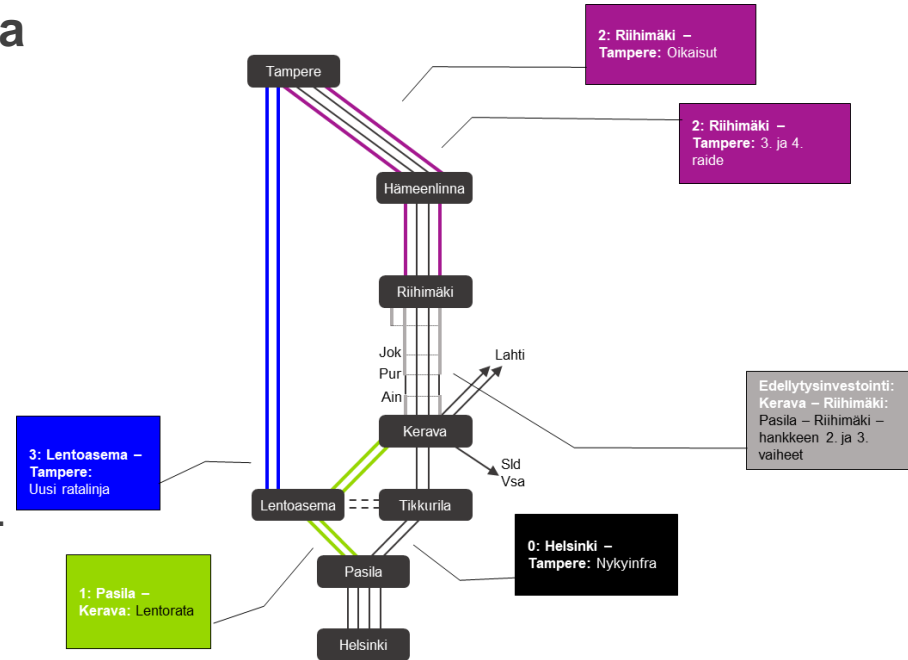 a
2: Riihimäki –
Tampere: Oikaisut
Tampere
2: Riihimäki –
Tampere: 3. ja 4.
raide
Hämeenlinna
Riihimäki
Jok
Lahti
Pur
Ain
Edellytysinvestointi:
Kerava – Riihimäki:
Pasila – Riihimäki –
hankkeen 2. ja 3.
vaiheet
Kerava
3: Lentoasema –
Tampere:
Uusi ratalinja
Sld
Vsa
Lentoasema
Tikkurila
.
0: Helsinki –
Tampere: Nykyinfra
Pasila
1: Pasila –
Kerava: Lentorata
Helsinki